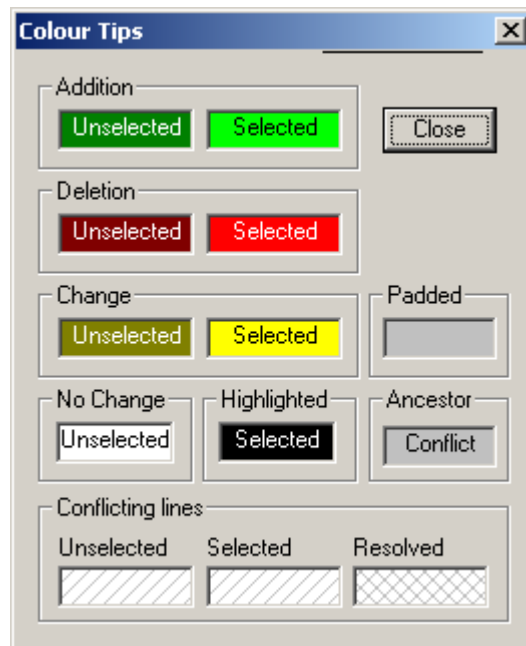 Colour Tips
Addition
Unselected Selected
Close
Deletion
Unselected Selected
Change
Unselected Selected
Padded
No Change
Unselected
Highlighted
Selected
Ancestor
Conflict
Conflicting lines
Unselected Selected Resolved